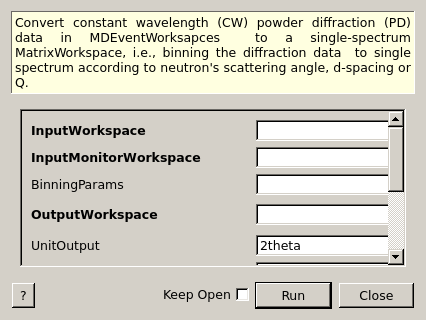 Convert constant wavelength (CW) powder diffraction (PD)
data in MDEventWorksapces to a single-spectrum
MatrixWorkspace, i.e., binning the diffraction data to single
spectrum according to neutron's scattering angle, d-spacing or
Q.
InputWorkspace
InputMonitorWorkspace
BinningParams
OutputWorkspace
UnitOutput 2theta
? Keep Open Run Close